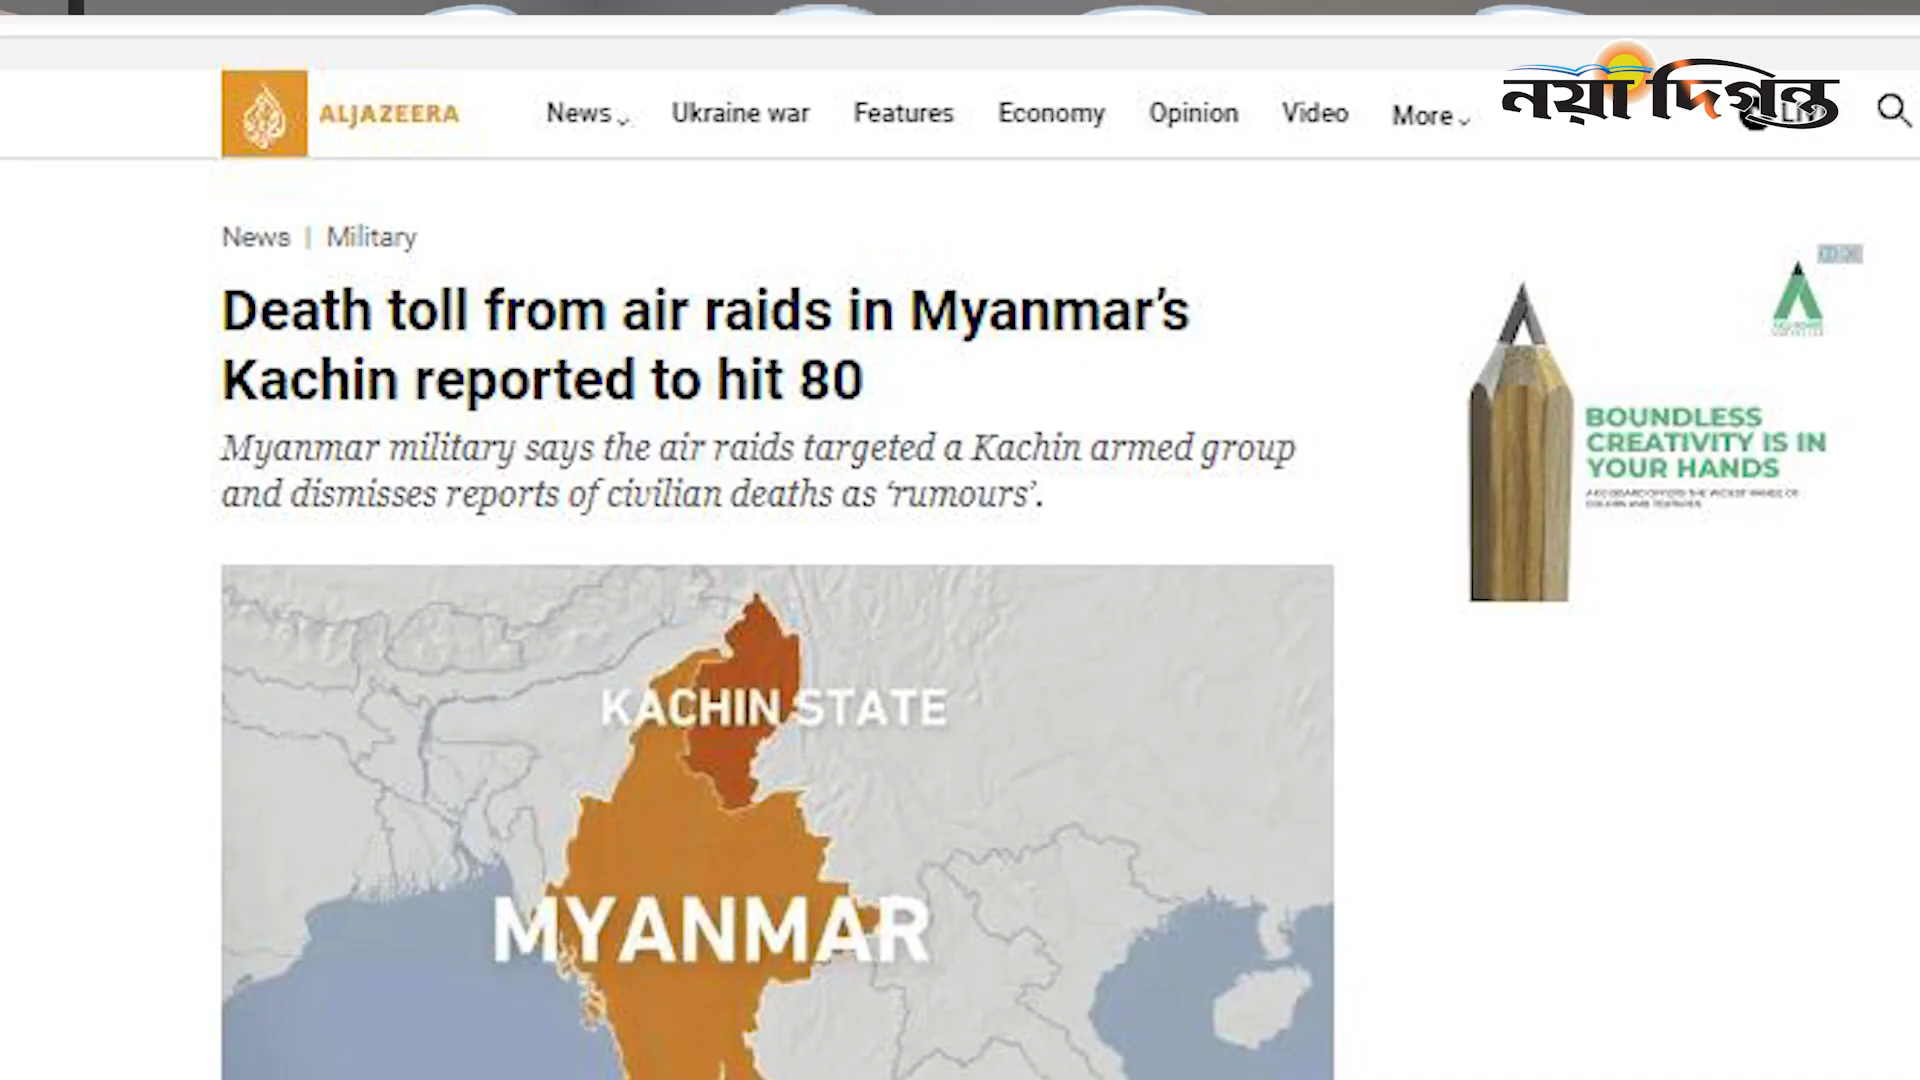 নয়া দিগন্ত
ALJAZEERA
News Ukraine war Features Economy Opinion Video More
News | Military
Death toll from air raids in Myanmar’s
Kachin reported to hit 80
Myanmar military says the air raids targeted a Kachin armed group
and dismisses reports of civilian deaths as ‘rumours’.
BOUNDLESS
CREATIVITY IS IN
YOUR HANDS
KACHIN STATE
MYANMAR